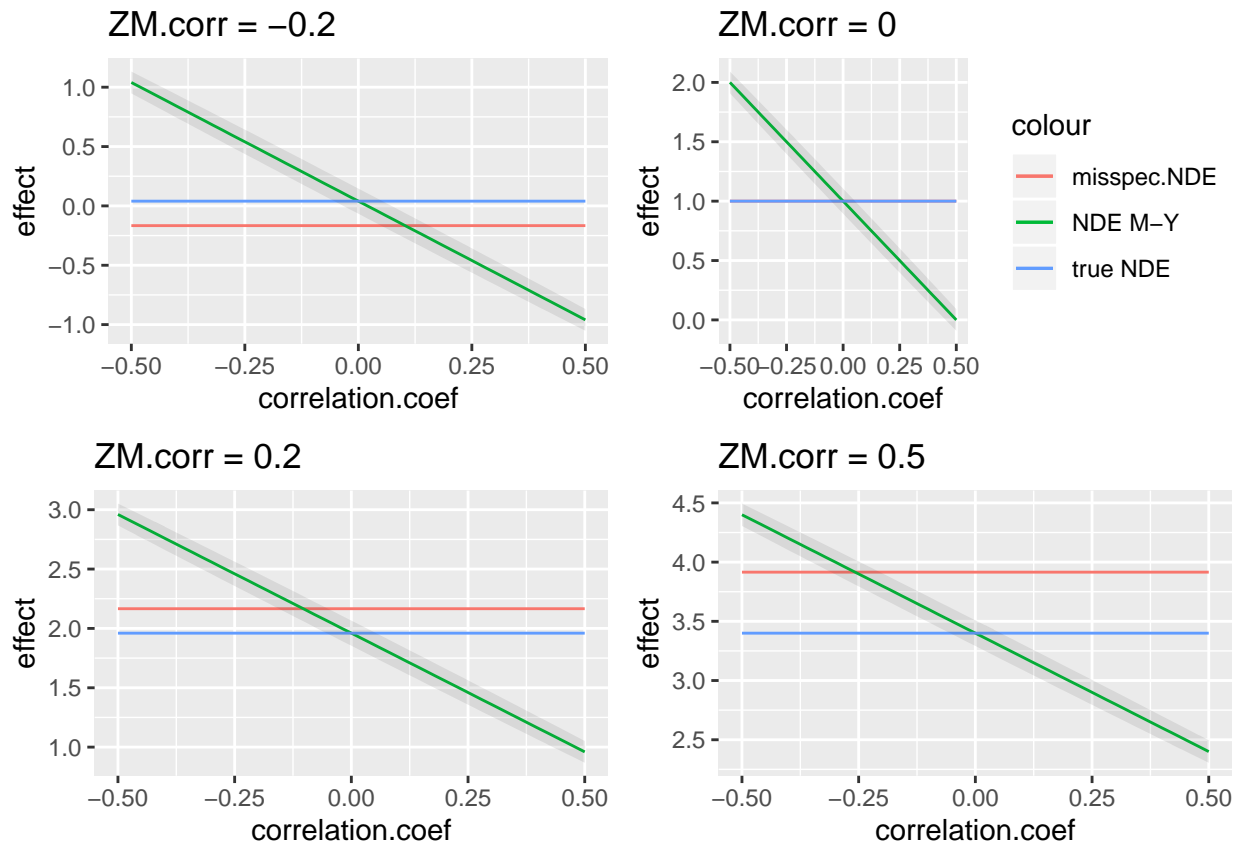 ZM.corr = −0.2
1.0
0.5
0.0
−0.5
−1.0
effect
−0.50 −0.25 0.00 0.25 0.50
correlation.coef
ZM.corr = 0
2.0
1.5
1.0
0.5
0.0
effect
−0.50 −0.25 0.00 0.25 0.50
correlation.coef
colour
misspec.NDE
NDE M−Y
true NDE
ZM.corr = 0.2
3.0
2.5
2.0
1.5
1.0
effect
−0.50 −0.25 0.00 0.25 0.50
correlation.coef
ZM.corr = 0.5
4.5
4.0
3.5
3.0
2.5
effect
−0.50 −0.25 0.00 0.25 0.50
correlation.coef